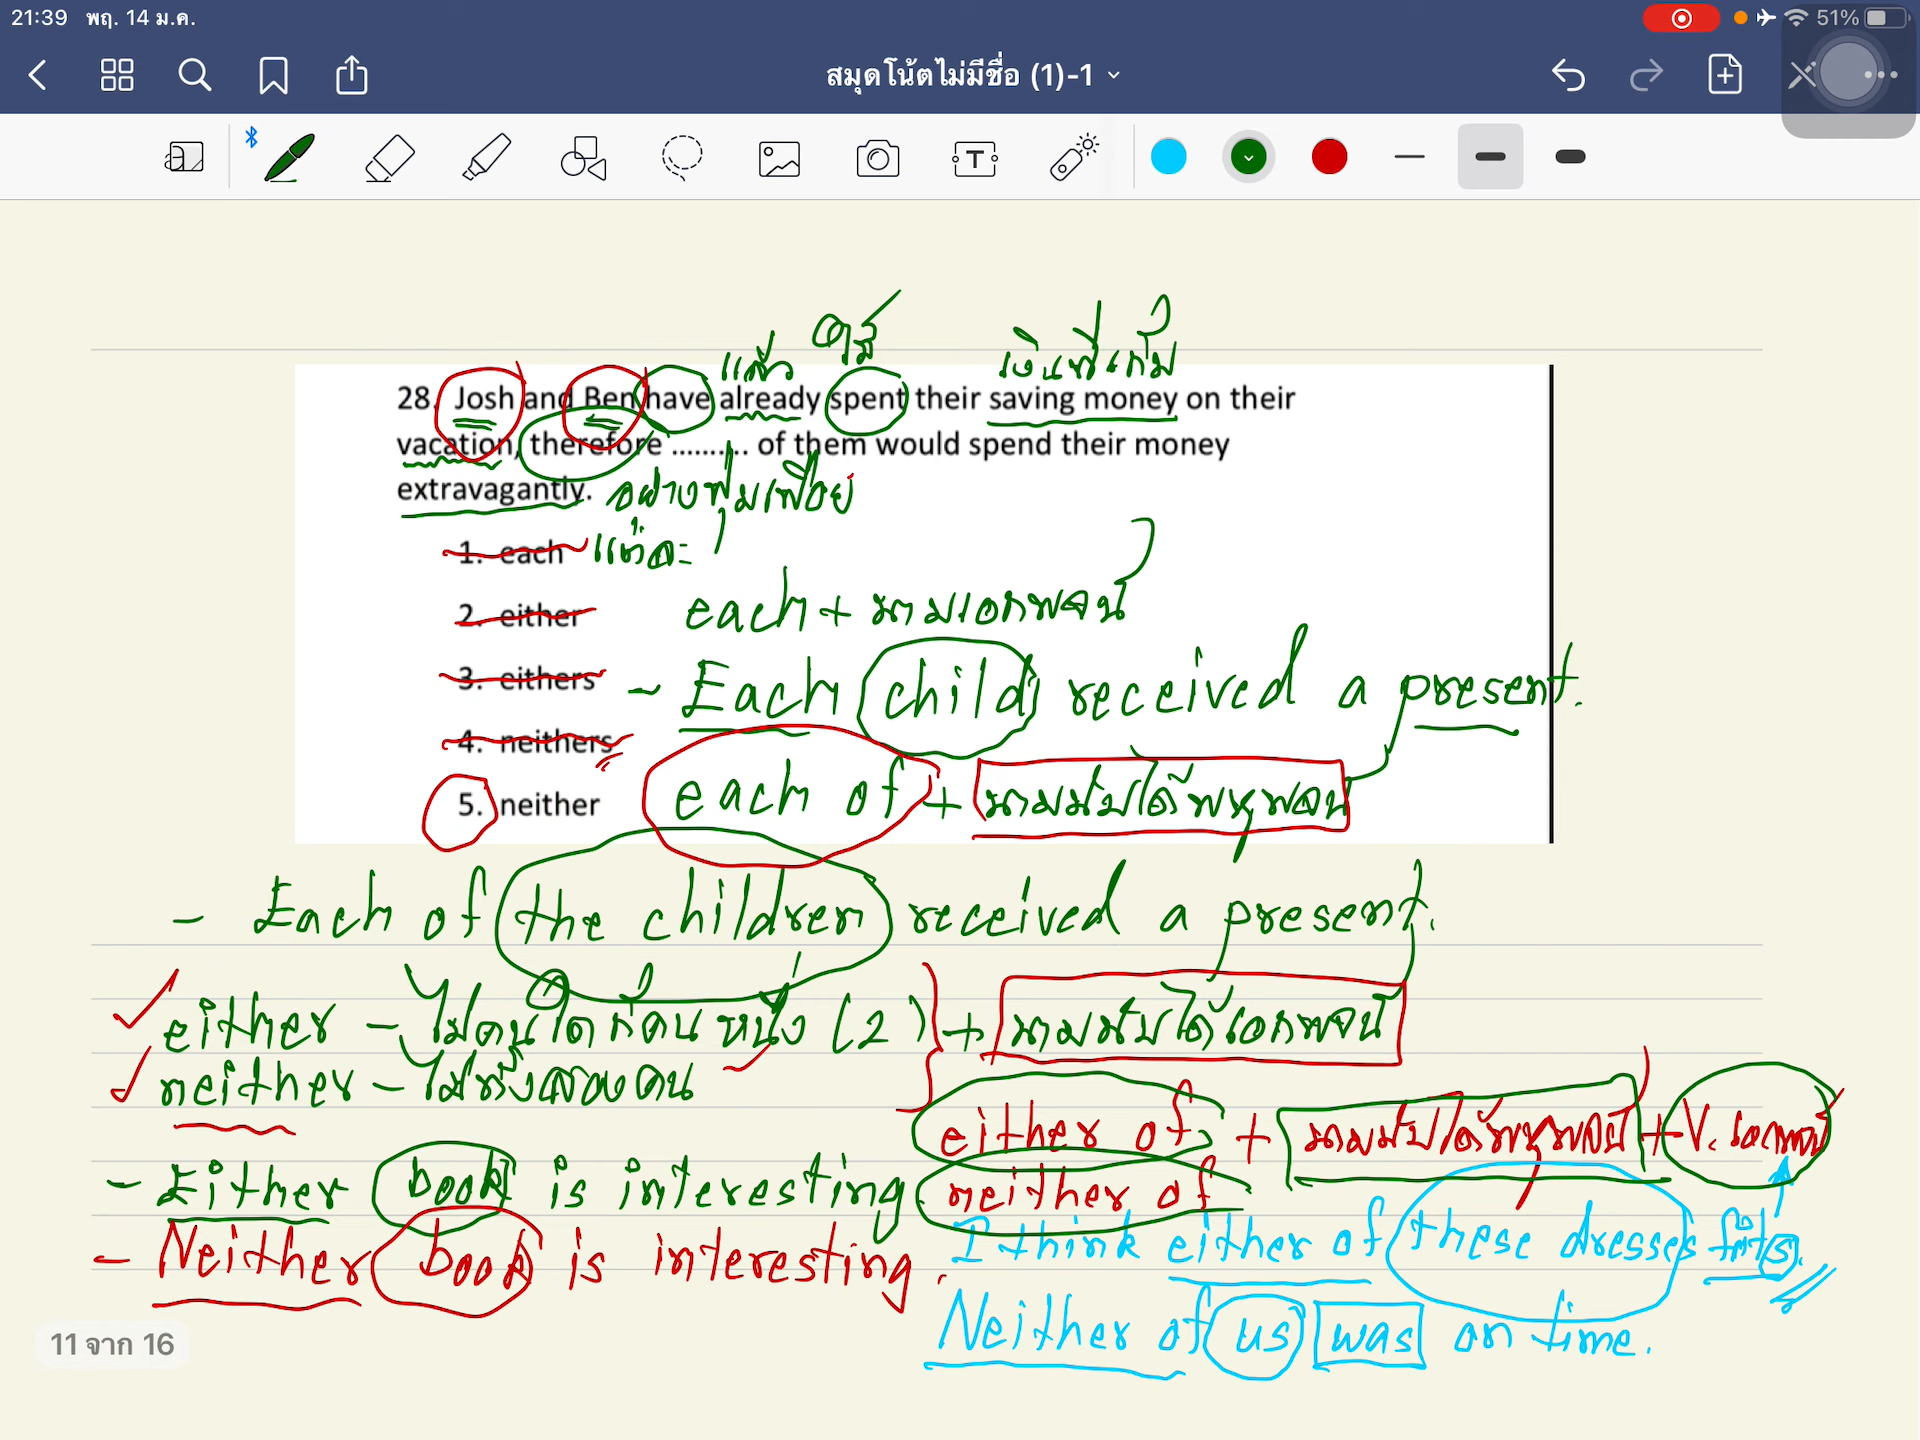 21:39 พฤ. 14 ม.ค.
51%
สมุดโน้ตไม่มีชื่อ (1)-1
แล้ว ใช้ เงินที่เก็บ
28. Josh and Ben have already spent their saving money on their
vacation, therefore .......... of them would spend their money
extravagantly. อย่างฟุ่มเฟือย
1. each แต่ละ
2. either each + นามเอกพจน์
3. eithers - Each child received a present.
4. neithers
5. neither each of + นามนับได้พหูพจน์
- Each of the children received a present.
either - ไม่คนใดก็คนหนึ่ง (2) + นามนับได้เอกพจน์
neither - ไม่ทั้งสองคน
either of + นามนับได้พหูพจน์ + V. เอกพจน์
- Either book is interesting. neither of
I think either of these dresses fits.
- Neither book is interesting.
Neither of us was on time.
11 จาก 16